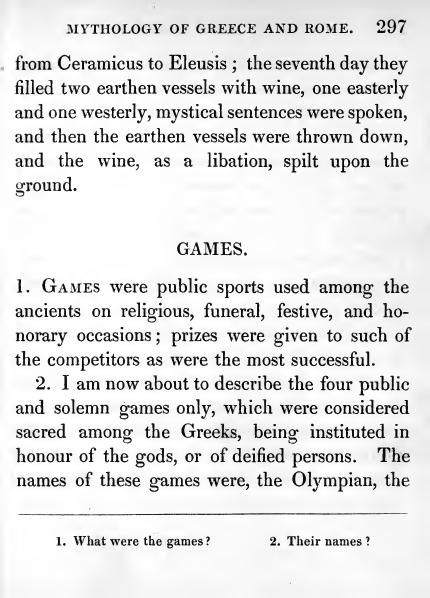 MYTHOLOGY OF GREECE AND ROME. 297
from Ceramicus to Eleusis ; the seventh day they
filled two earthen vessels with wine, one easterly
and one westerly, mystical sentences were spoken,
and then the earthen vessels were thrown down,
and the wine, as a libation, spilt upon the
ground.
GAMES.
1. GAMES were public sports used among the
ancients on religious, funeral, festive, and ho-
norary occasions ; prizes were given to such of
the competitors as were the most successful.
2. I am now about to describe the four public
and solemn games only, which were considered
sacred among the Greeks, being instituted in
honour of the gods, or of deified persons. The
names of these games were, the Olympian, the
1. What were the games ? 2. Their names ?